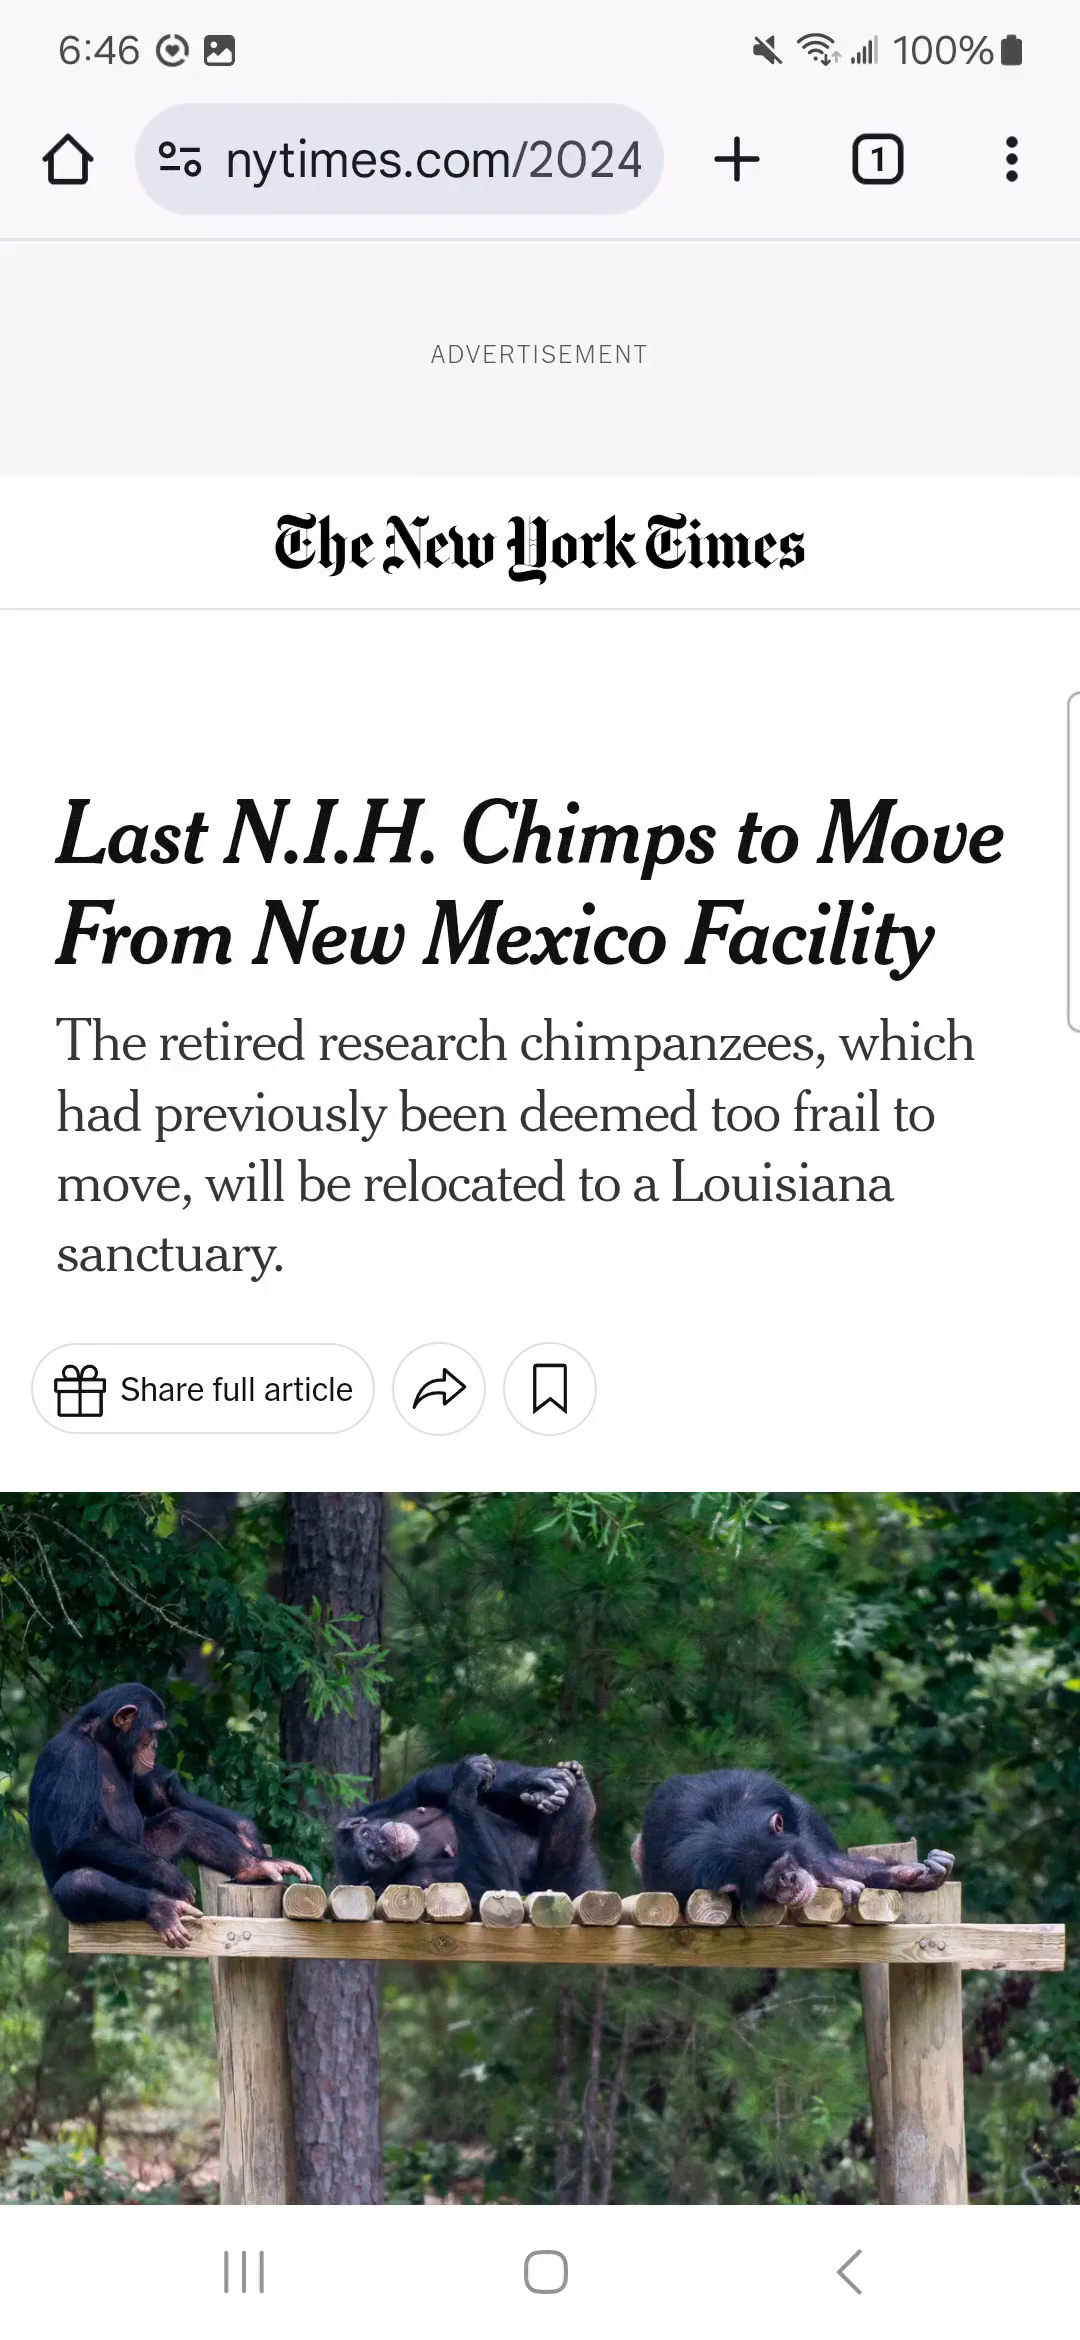 6:46 100%
nytimes.com/2024 1
ADVERTISEMENT
The New York Times
Last N.I.H. Chimps to Move
From New Mexico Facility
The retired research chimpanzees, which
had previously been deemed too frail to
move, will be relocated to a Louisiana
sanctuary.
Share full article